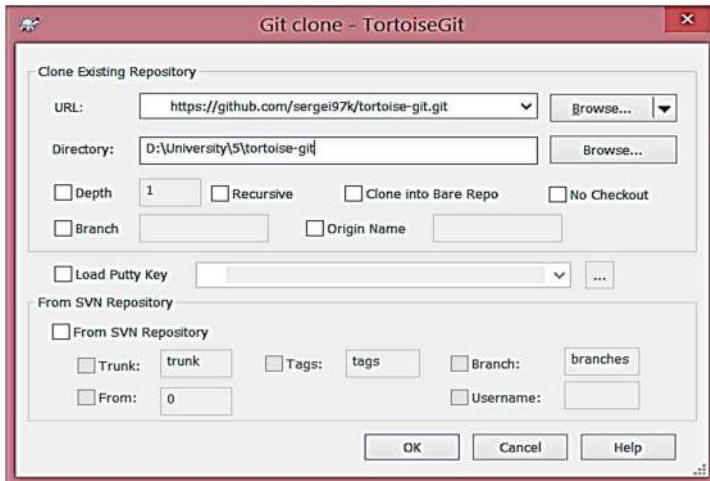 Git clone - TortoiseGit
Clone Existing Repository
URL: https://github.com/sergei97k/tortoise-git.git Browse...
Directory: D:\University\5\tortoise-git Browse...
Depth 1 Recursive Clone into Bare Repo No Checkout
Branch Origin Name
Load Putty Key ...
From SVN Repository
From SVN Repository
Trunk: trunk Tags: tags Branch: branches
From: 0 Username:
OK Cancel Help